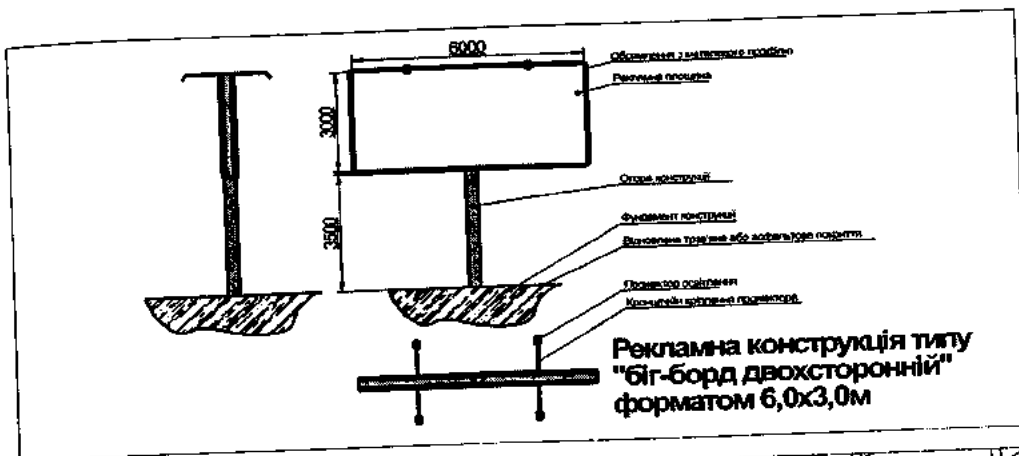 6000
Обрамлення з металевого профілю
Рекламна площина
3000
Опора конструкції
3500
Фундамент конструкції
Відновлене трав'яне або асфальтове покриття
Прожектор освітлення
Кронштейн кріплення прожектора
Рекламна конструкція типу
"біг-борд двохсторонній"
форматом 6,0х3,0м